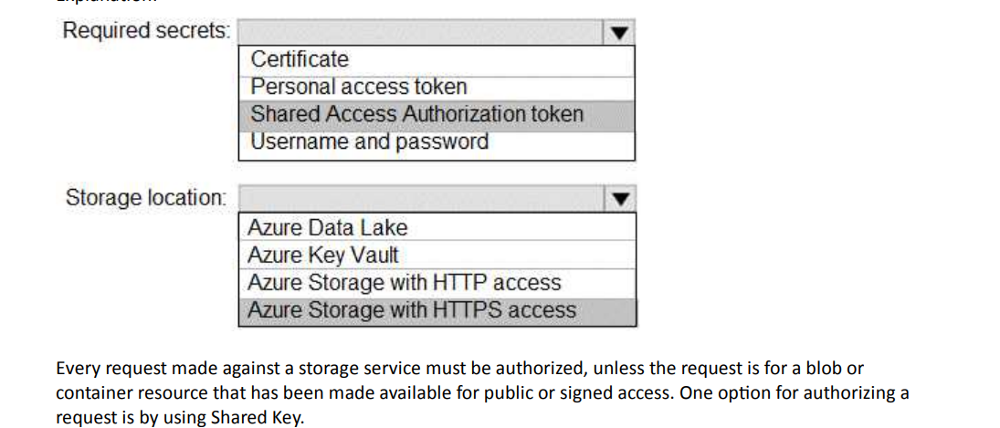 Explanation:
Required secrets:
Certificate
Personal access token
Shared Access Authorization token
Username and password
Storage location:
Azure Data Lake
Azure Key Vault
Azure Storage with HTTP access
Azure Storage with HTTPS access
Every request made against a storage service must be authorized, unless the request is for a blob or
container resource that has been made available for public or signed access. One option for authorizing a
request is by using Shared Key.